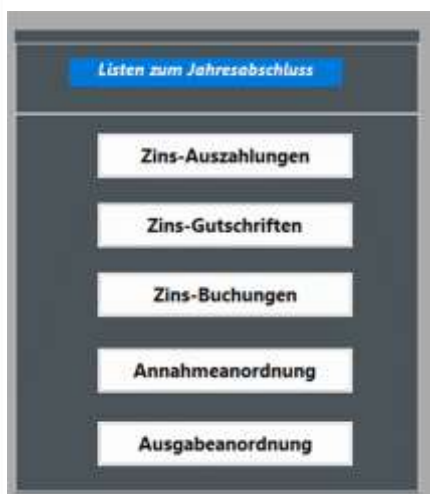 Listen zum Jahresabschluss
Zins-Auszahlungen
Zins-Gutschriften
Zins-Buchungen
Annahmeanordnung
Ausgabeanordnung